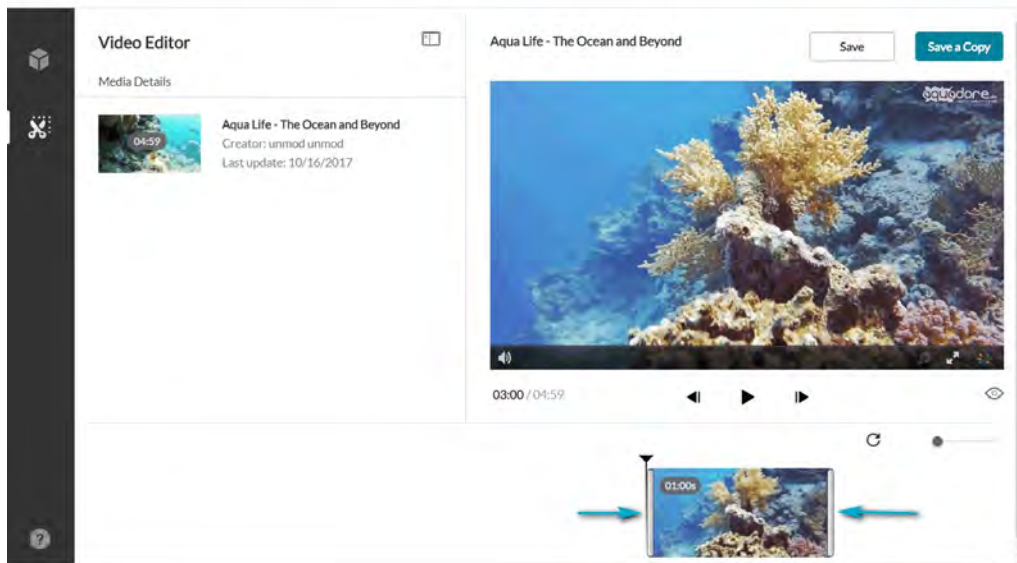 Video Editor
Media Details
04:59
Aqua Life - The Ocean and Beyond
Creator: unmod unmod
Last update: 10/16/2017
Aqua Life - The Ocean and Beyond
Save
Save a Copy
aquadore
03:00 / 04:59
01:00s
?